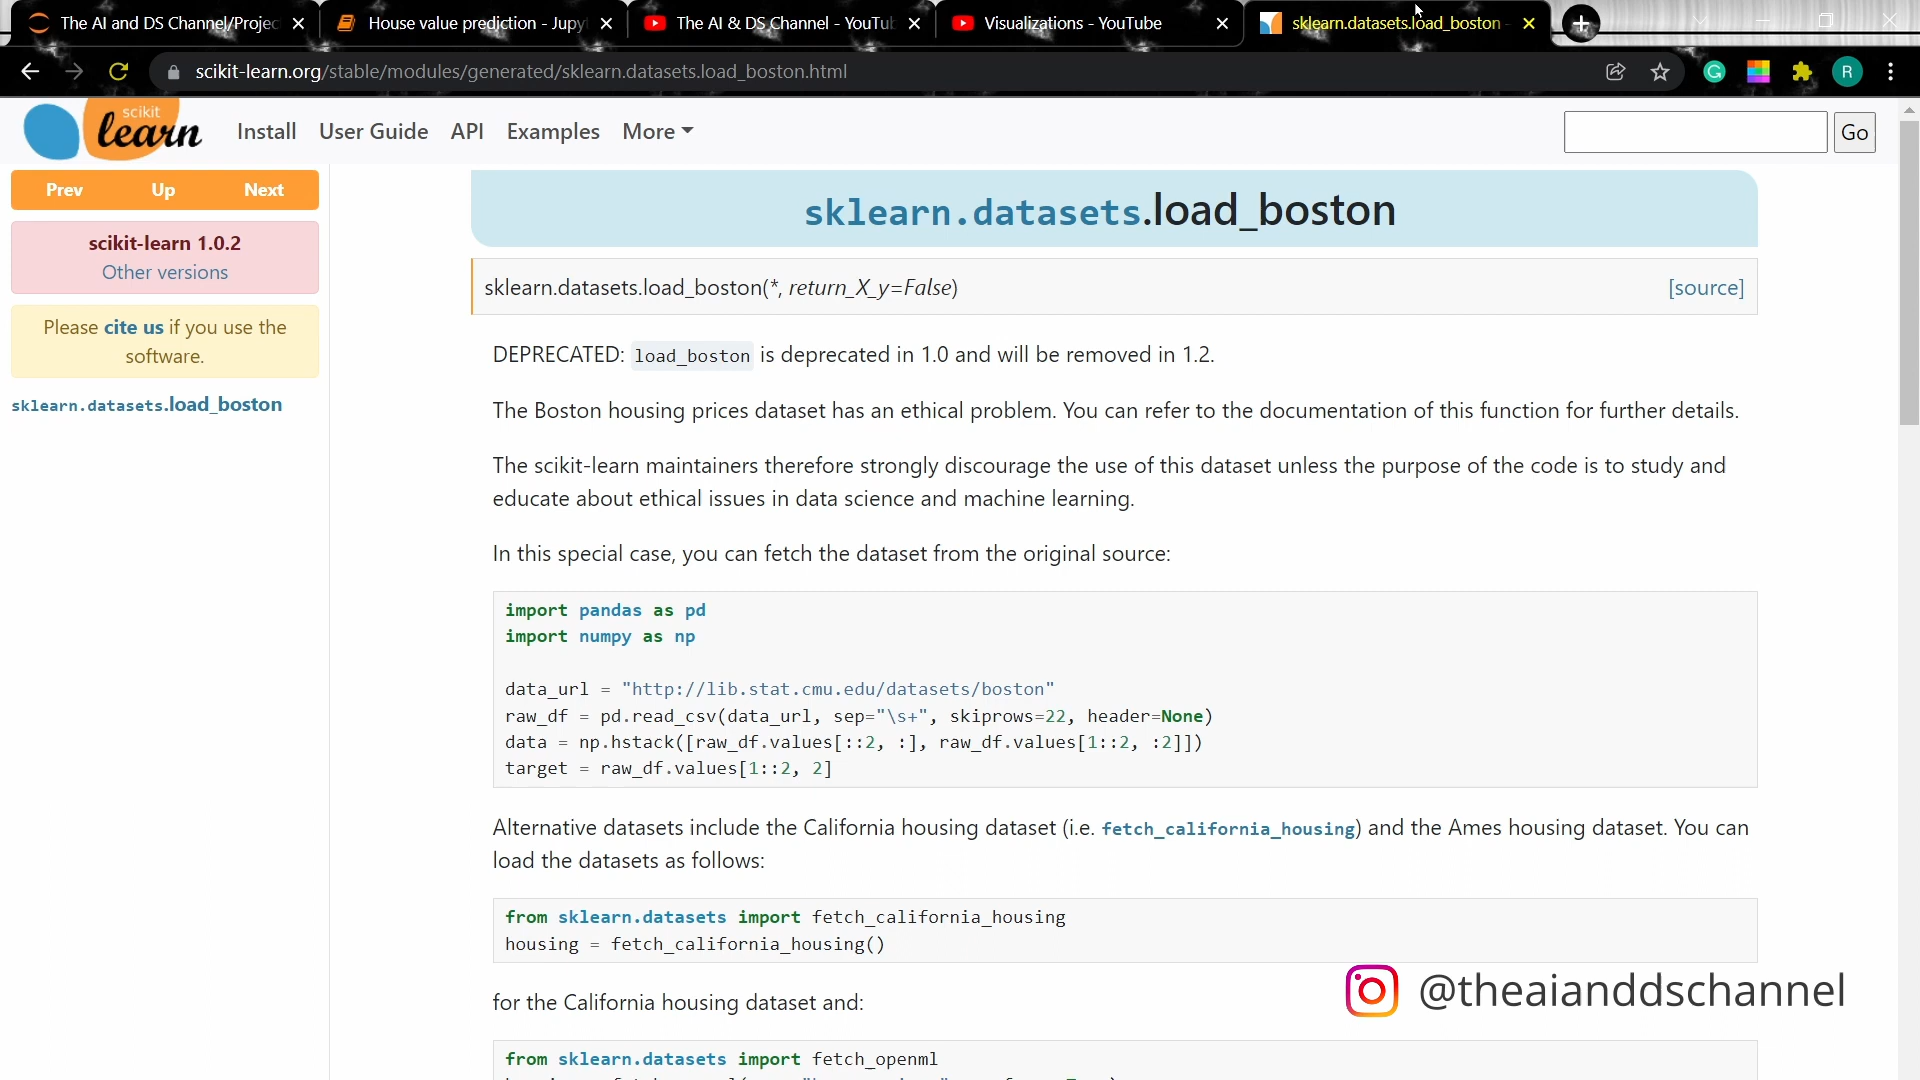 The AI and DS Channel/Projec
House value prediction - Jupy
The AI & DS Channel - YouTu
Visualizations - YouTube
sklearn.datasets.load_boston
scikit-learn.org/stable/modules/generated/sklearn.datasets.load_boston.html
R
scikit
learn
Install User Guide API Examples More
Go
Prev Up Next
scikit-learn 1.0.2
Other versions
Please cite us if you use the
software.
sklearn.datasets.load_boston
sklearn.datasets.load_boston
sklearn.datasets.load_boston(*, return_X_y=False) [source]
DEPRECATED: load_boston is deprecated in 1.0 and will be removed in 1.2.
The Boston housing prices dataset has an ethical problem. You can refer to the documentation of this function for further details.
The scikit-learn maintainers therefore strongly discourage the use of this dataset unless the purpose of the code is to study and
educate about ethical issues in data science and machine learning.
In this special case, you can fetch the dataset from the original source:
import pandas as pd
import numpy as np
data_url = "http://lib.stat.cmu.edu/datasets/boston"
raw_df = pd.read_csv(data_url, sep="\s+", skiprows=22, header=None)
data = np.hstack([raw_df.values[::2, :], raw_df.values[1::2, :2]])
target = raw_df.values[1::2, 2]
Alternative datasets include the California housing dataset (i.e. fetch_california_housing) and the Ames housing dataset. You can
load the datasets as follows:
from sklearn.datasets import fetch_california_housing
housing = fetch_california_housing()
for the California housing dataset and:
from sklearn.datasets import fetch_openml
@theaianddschannel